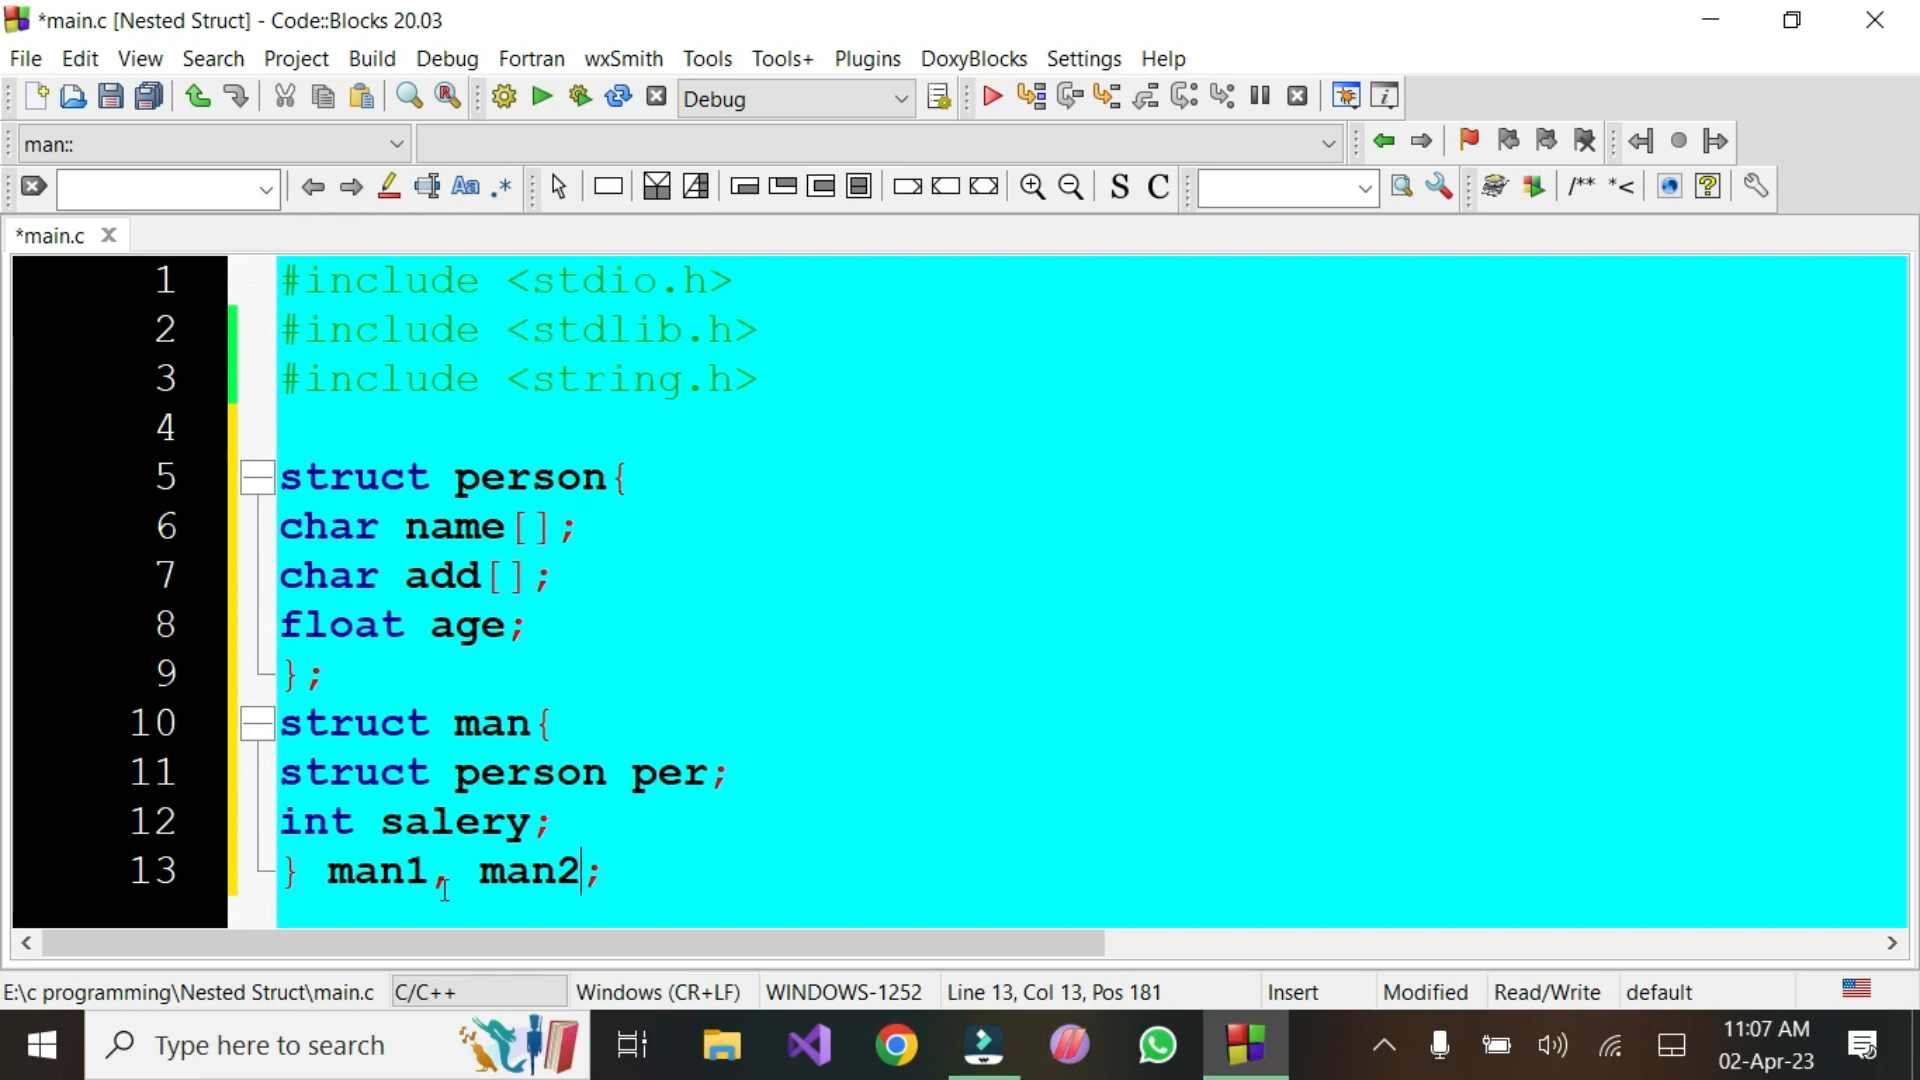 *main.c [Nested Struct] - Code::Blocks 20.03
File Edit View Search Project Build Debug Fortran wxSmith Tools Tools+ Plugins DoxyBlocks Settings Help
Debug
man::
Aa .* S C /** *<
*main.c
1 #include <stdio.h>
2 #include <stdlib.h>
3 #include <string.h>
4
5 struct person{
6 char name[];
7 char add[];
8 float age;
9 };
10 struct man{
11 struct person per;
12 int salery;
13 } man1, man2;
E:\c programming\Nested Struct\main.c C/C++ Windows (CR+LF) WINDOWS-1252 Line 13, Col 13, Pos 181 Insert Modified Read/Write default
Type here to search
11:07 AM
02-Apr-23